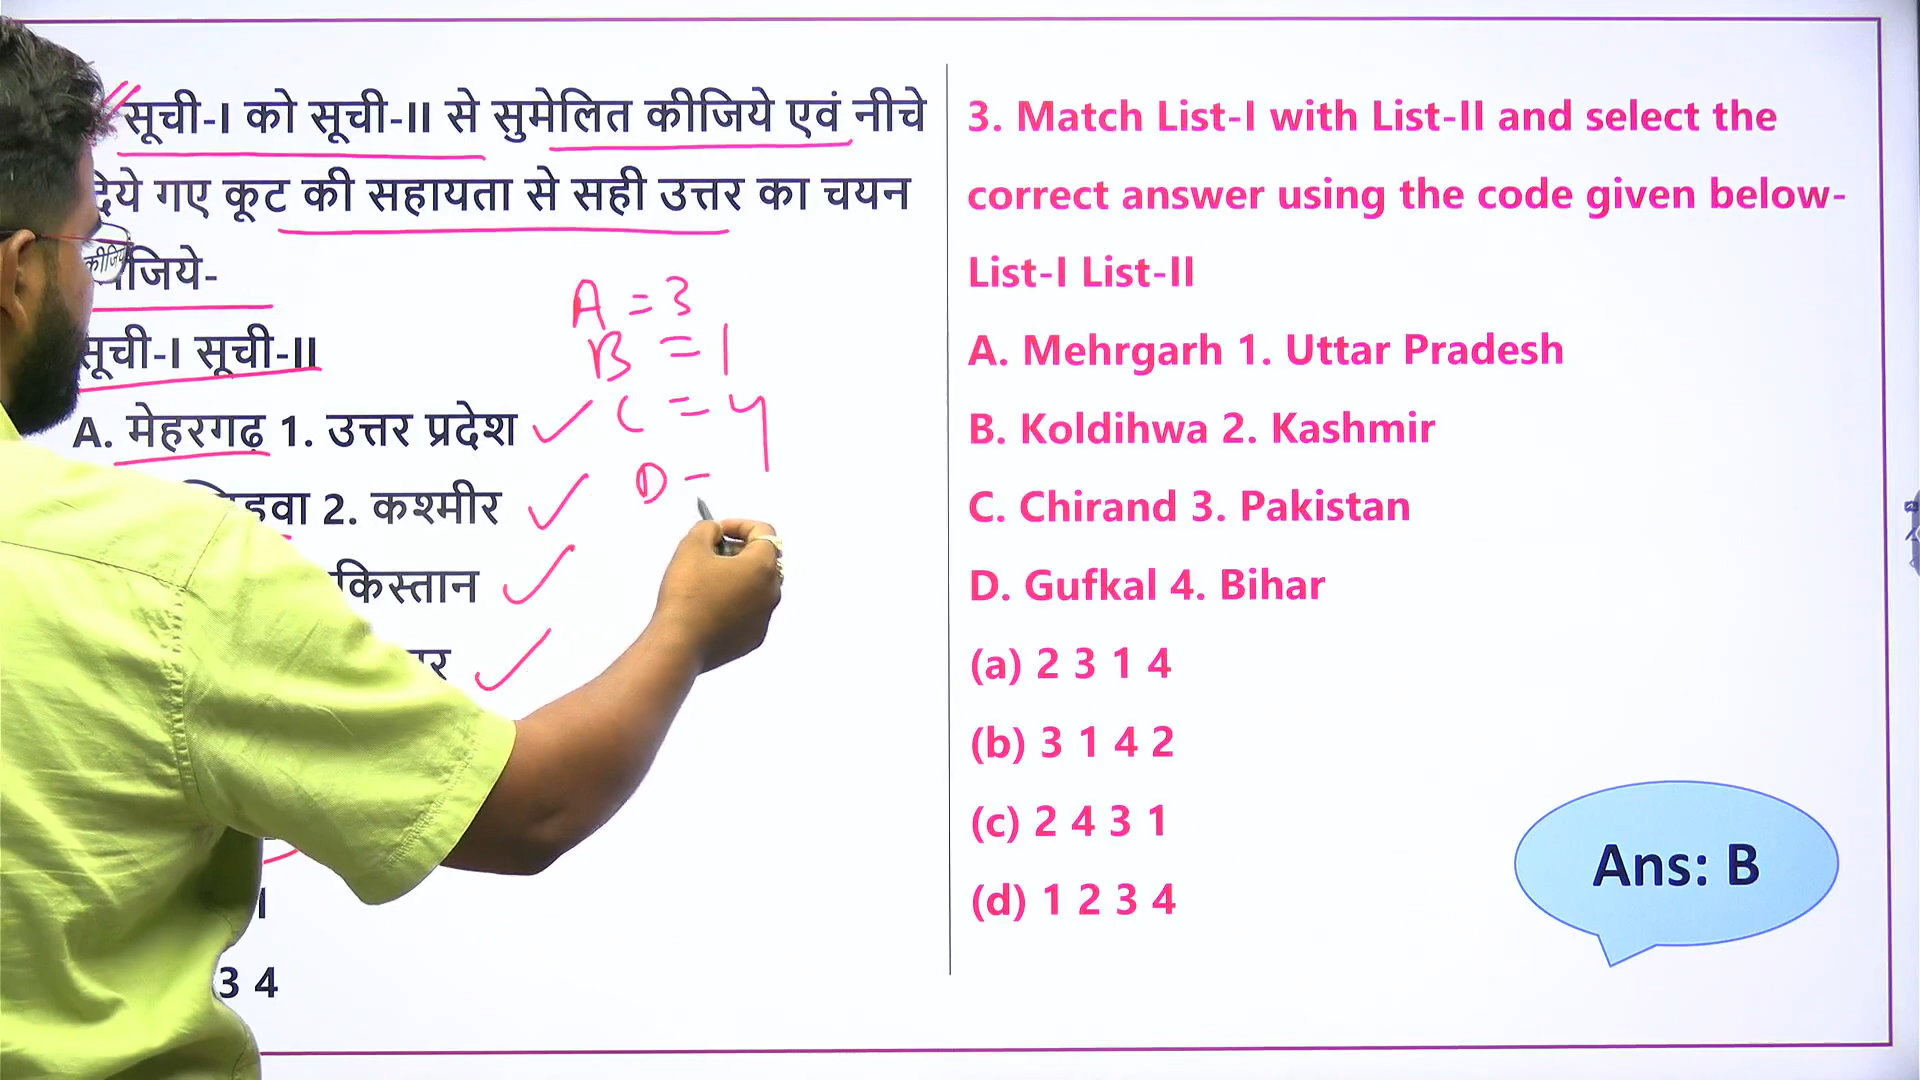 सूची-I को सूची-II से सुमेलित कीजिये एवं नीचे
दिये गए कूट की सहायता से सही उत्तर का चयन
कीजिये-
सूची-I सूची-II
A. मेहरगढ़ 1. उत्तर प्रदेश
2. कश्मीर
3 4
A = 3
B = 1
C = 4
D -
3. Match List-I with List-II and select the
correct answer using the code given below-
List-I List-II
A. Mehrgarh 1. Uttar Pradesh
B. Koldihwa 2. Kashmir
C. Chirand 3. Pakistan
D. Gufkal 4. Bihar
(a) 2 3 1 4
(b) 3 1 4 2
(c) 2 4 3 1
(d) 1 2 3 4
Ans: B